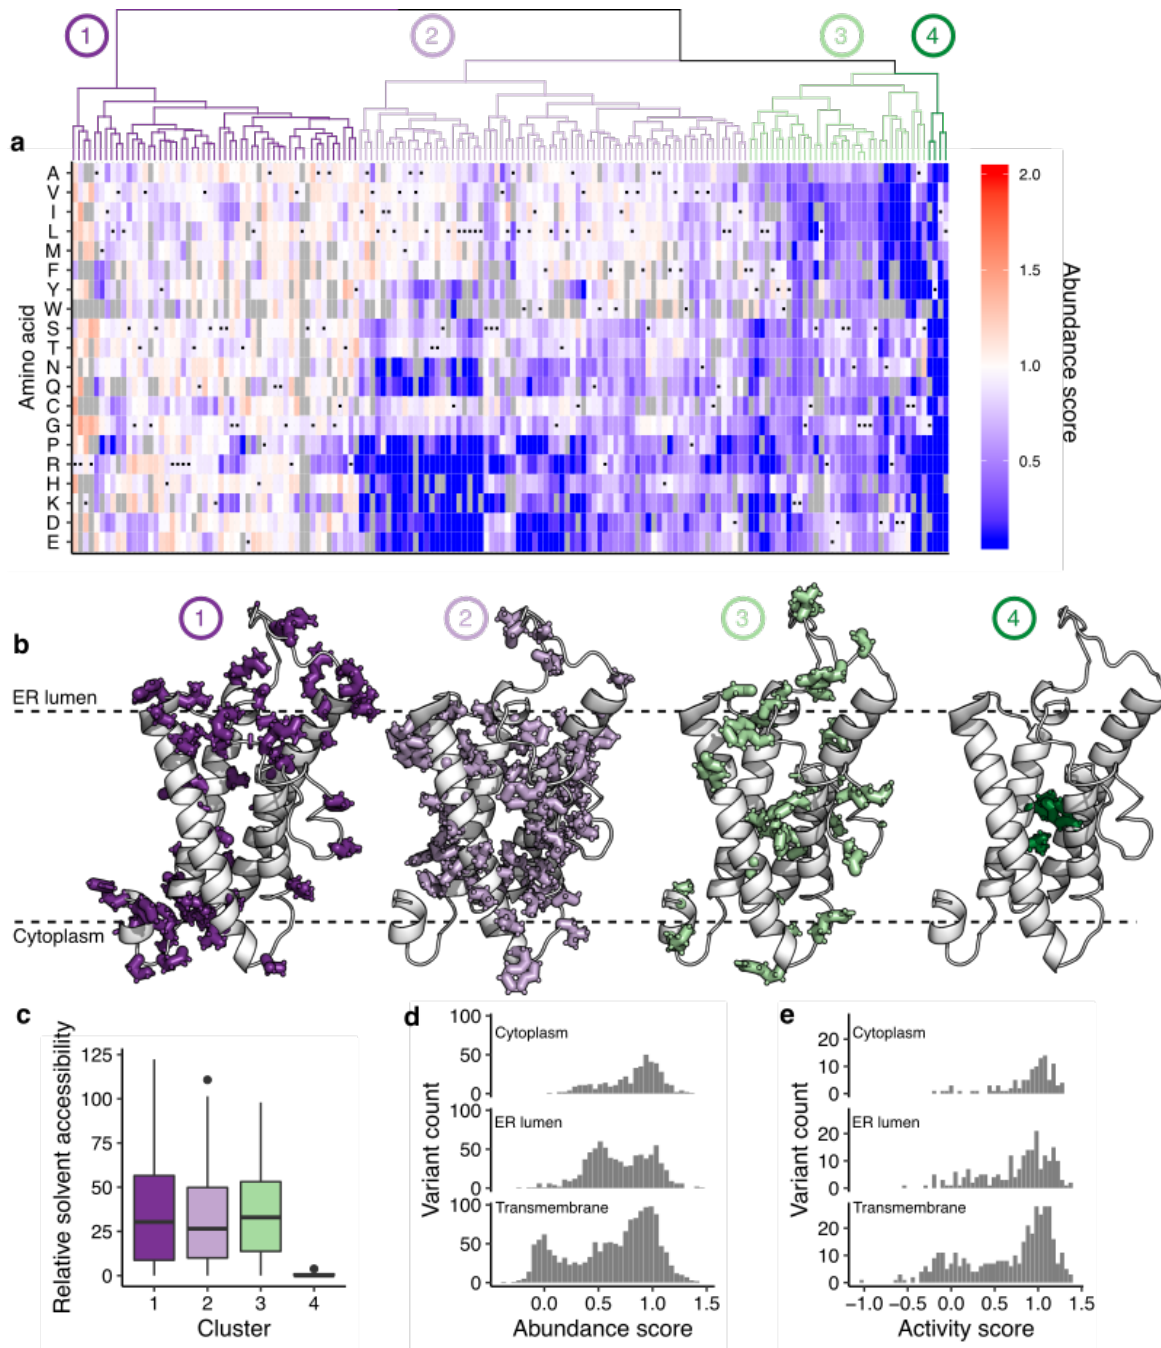 1 2 3 4
a
A
V
I
L
M
F
Y
W
S
T
N
Q
C
G
P
R
H
K
D
E
Amino acid
2.0
1.5
1.0
0.5
Abundance score
b
1 2 3 4
ER lumen
Cytoplasm
c
Relative solvent accessibility
125
100
75
50
25
0
1 2 3 4
Cluster
d
Variant count
100
50
0
Cytoplasm
100
50
0
ER lumen
100
50
0
Transmembrane
0.0 0.5 1.0 1.5
Abundance score
e
Variant count
20
10
0
Cytoplasm
20
10
0
ER lumen
20
10
0
Transmembrane
−1.0 −0.5 0.0 0.5 1.0 1.5
Activity score